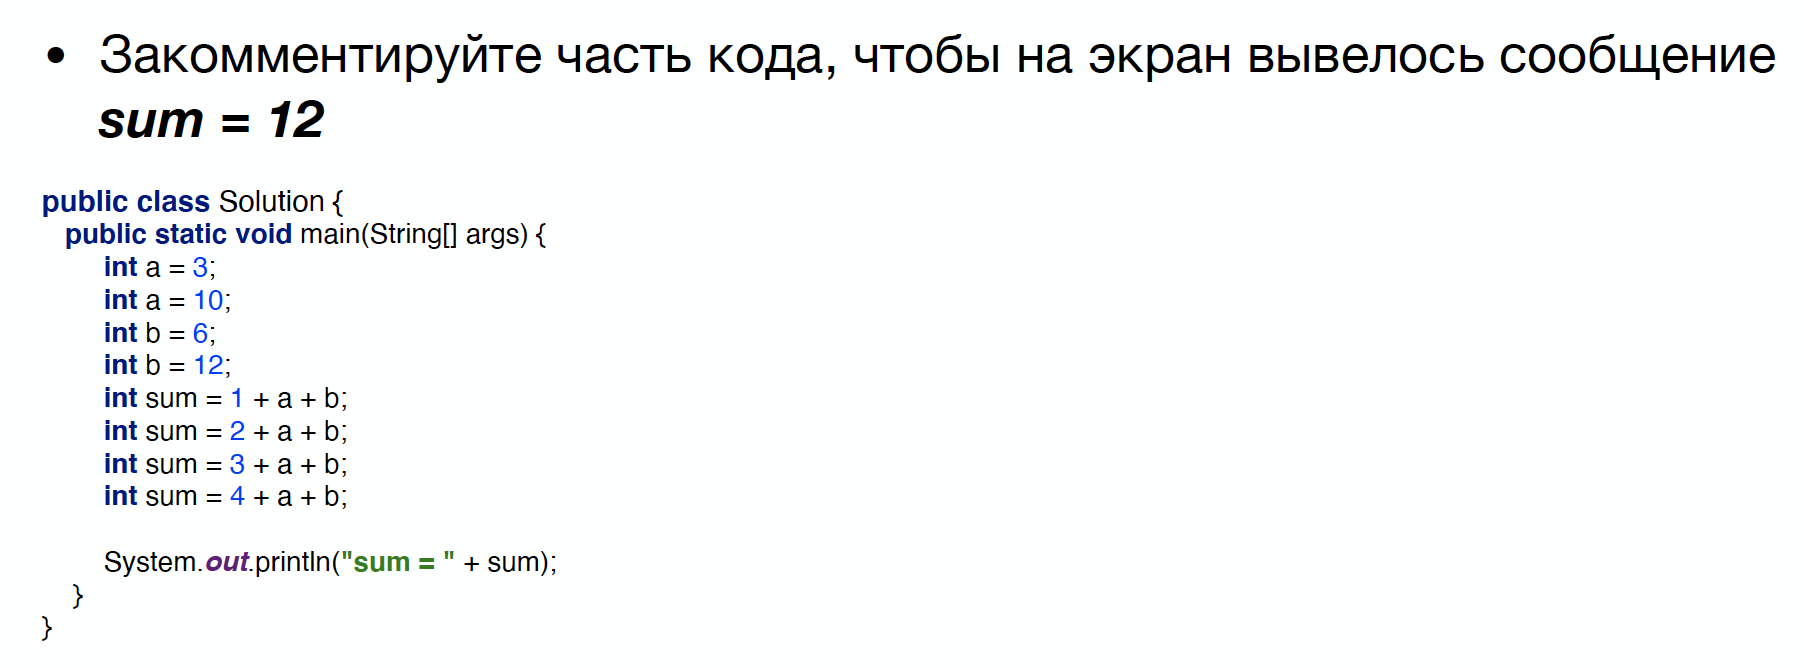 • Закомментируйте часть кода, чтобы на экран вывелось сообщение
sum = 12
public class Solution {
public static void main(String[] args) {
int a = 3;
int a = 10;
int b = 6;
int b = 12;
int sum = 1 + a + b;
int sum = 2 + a + b;
int sum = 3 + a + b;
int sum = 4 + a + b;
System.out.println("sum = " + sum);
}
}